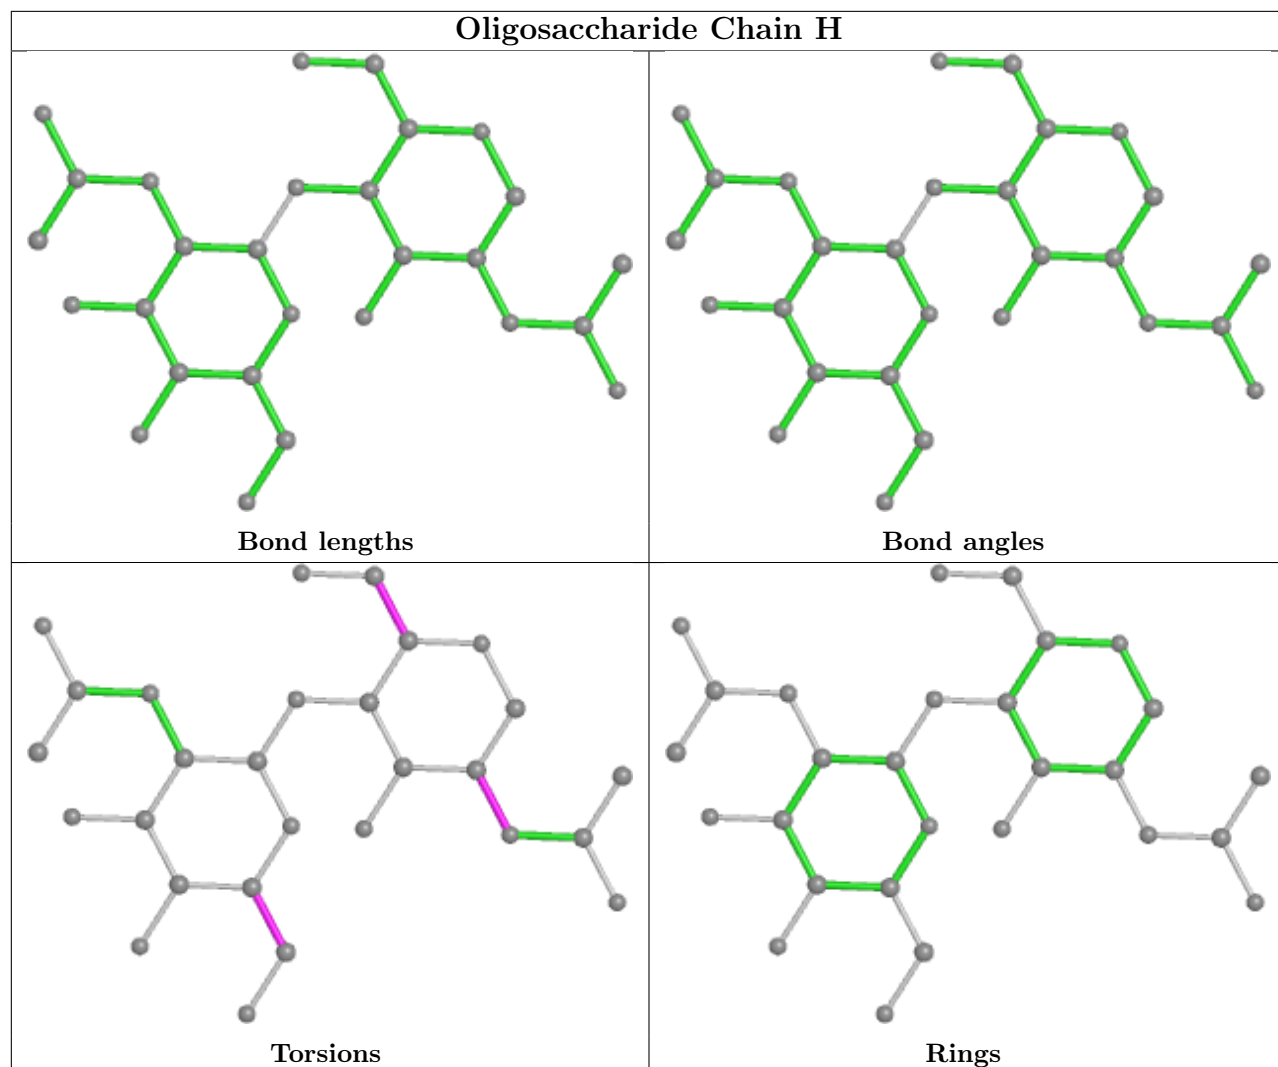 Oligosaccharide Chain H
Bond lengths
Bond angles
Torsions
Rings